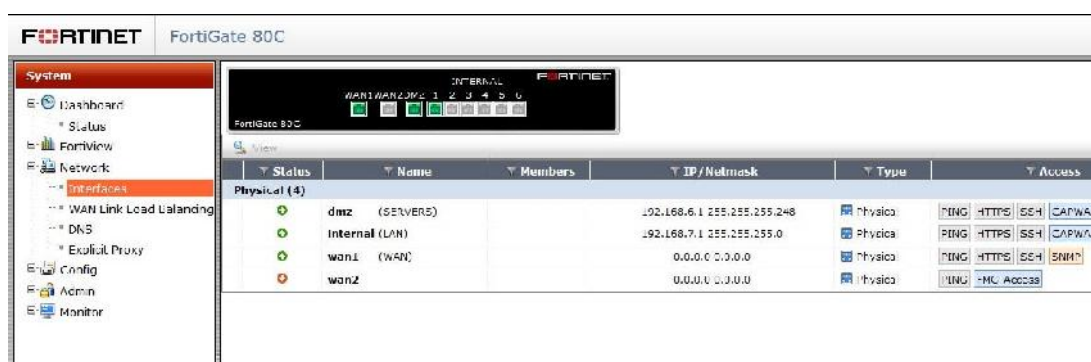 FORTINET FortiGate 80C
System
Dashboard
Status
FortiView
Network
Interfaces
WAN Link Load Balancing
DNS
Explicit Proxy
Config
Admin
Monitor
INTERNAL FORTINET
WAN1 WAN2 DMZ 1 2 3 4 5 6
FortiGate 80C
View
Status Name Members IP/Netmask Type Access
Physical (4)
dmz (SERVERS) 192.168.6.1 255.255.255.248 Physical PING HTTPS SSH CAPWA
internal (LAN) 192.168.7.1 255.255.255.0 Physical PING HTTPS SSH CAPWA
wan1 (WAN) 0.0.0.0 0.0.0.0 Physical PING HTTPS SSH SNMP
wan2 0.0.0.0 0.0.0.0 Physical PING FMG Access